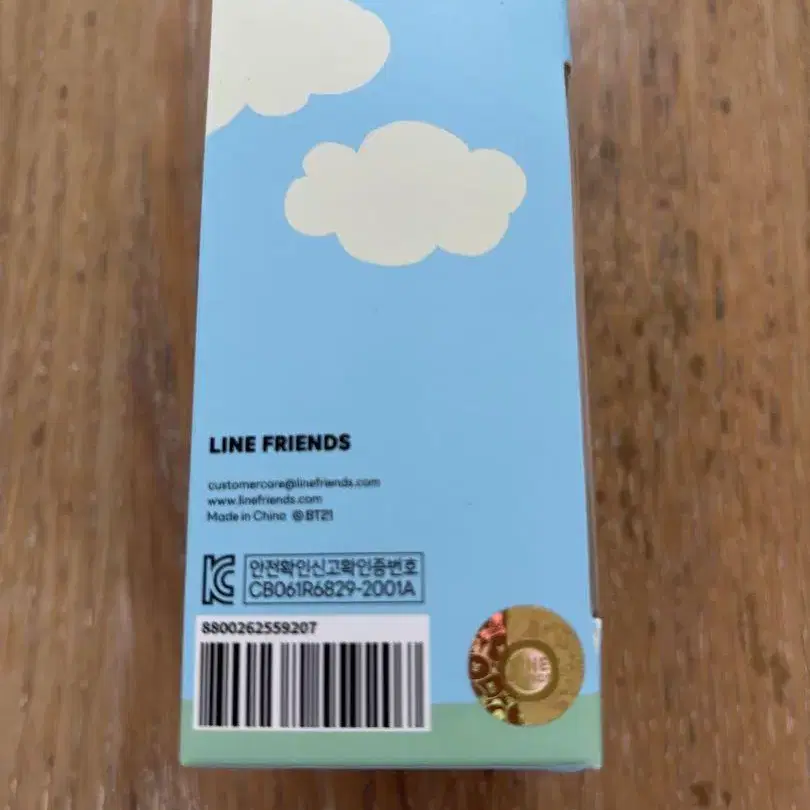 LINE FRIENDS
customercare@linefriends.com
www.linefriends.com
Made in China ©BT21
안전확인신고확인증번호
CB061R6829-2001A
8800262559207